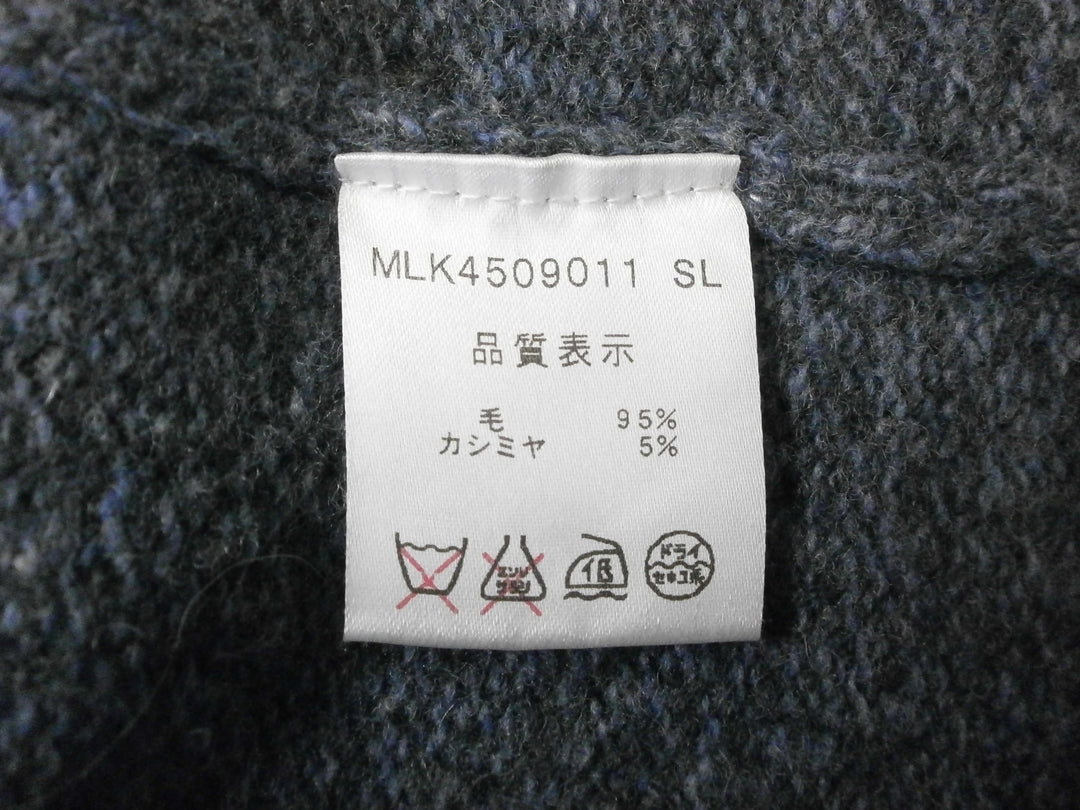 MLK4509011 SL
品質表示
毛 95%
カシミヤ 5%
エンソ
サラシ
低
ドライ
セキユ系